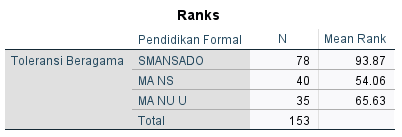 Ranks
Pendidikan Formal N Mean Rank
Toleransi Beragama SMANSADO 78 93.87
MA NS 40 54.06
MA NU U 35 65.63
Total 153